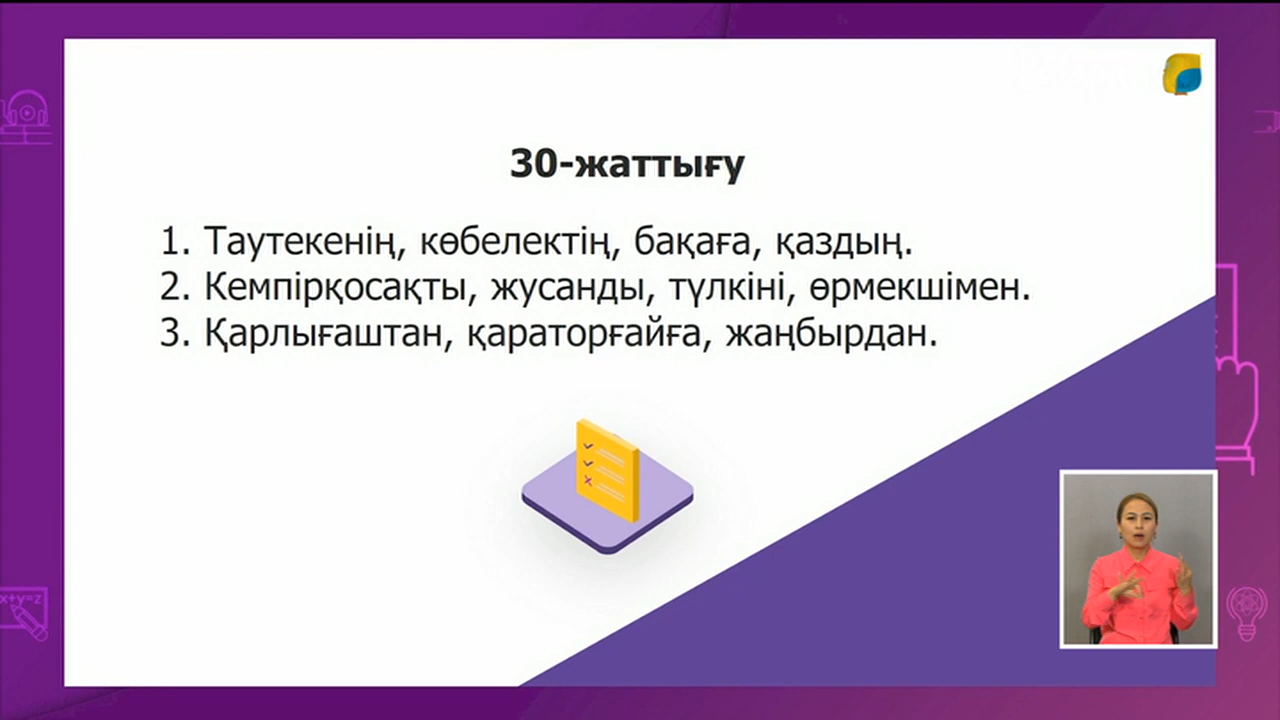 30-жаттығу
1. Таутекенің, көбелектің, бақаға, қаздың.
2. Кемпірқосақты, жусанды, түлкіні, өрмекшімен.
3. Қарлығаштан, қараторғайға, жаңбырдан.
x+y=z